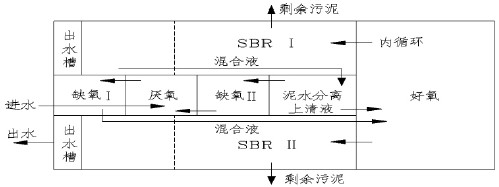 剩余污泥
出水槽
SBR I
内循环
混合液
缺氧I
厌氧
缺氧II
泥水分离
上清液
好氧
进水
出水
出水槽
混合液
SBR II
剩余污泥